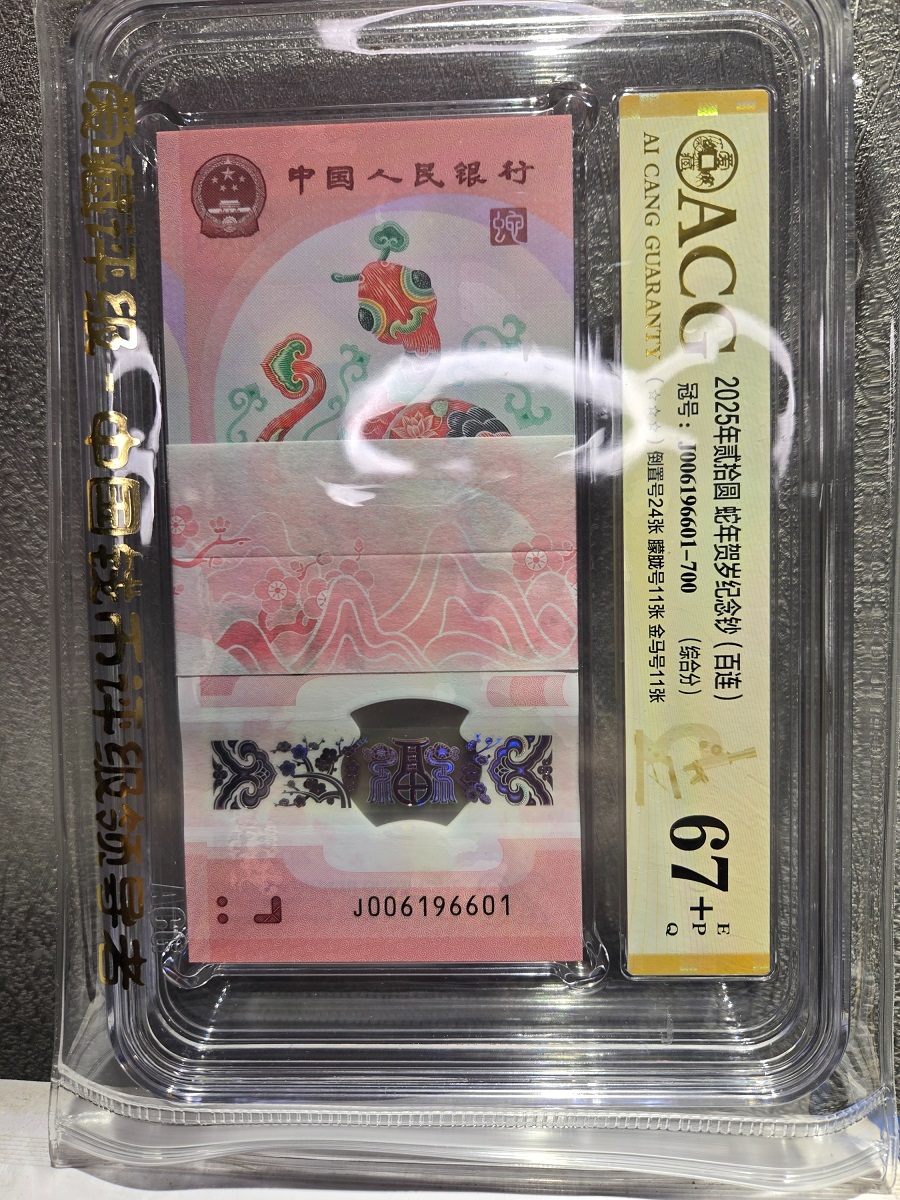 爱藏评级-中国钱币评级领导者
中国人民银行
蛇
J006196601
ACG
AI CANG GUARANTY
2025年贰拾圆 蛇年贺岁纪念钞(百连)
冠号:J006196601-700 (综合分)
倒置号24张 朦胧号11张 金马号11张
67+
E
P
Q